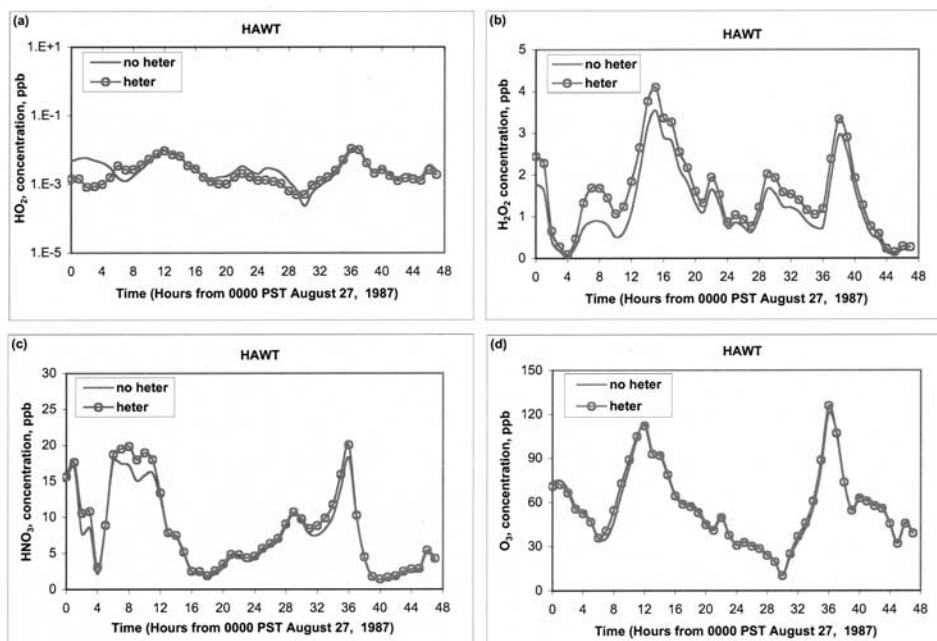 (a)
HAWT
HO2, concentration, ppb
1.E+1
1.E-1
1.E-3
1.E-5
no heter
heter
0 4 8 12 16 20 24 28 32 36 40 44 48
Time (Hours from 0000 PST August 27, 1987)
(b)
HAWT
H2O2 concentration, ppb
6
5
4
3
2
1
0
no heter
heter
0 4 8 12 16 20 24 28 32 36 40 44 48
Time (Hours from 0000 PST August 27, 1987)
(c)
HAWT
HNO3, concentration, ppb
30
25
20
15
10
5
0
no heter
heter
0 4 8 12 16 20 24 28 32 36 40 44 48
Time (Hours from 0000 PST August 27, 1987)
(d)
HAWT
O3, concentration, ppb
150
120
90
60
30
0
no heter
heter
0 4 8 12 16 20 24 28 32 36 40 44 48
Time (Hours from 0000 PST August 27, 1987)